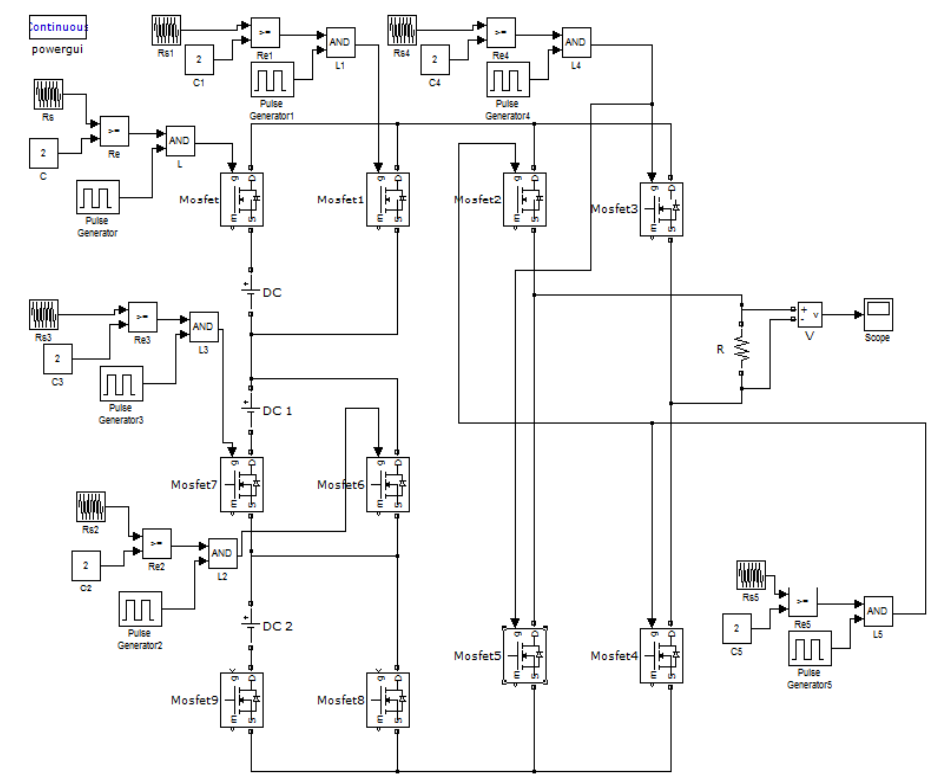 Continuous
powergui
Rs1
2
C1
>=
Re1
Pulse
Generator1
AND
L1
Rs4
2
C4
>=
Re4
Pulse
Generator4
AND
L4
Rs
2
C
>=
Re
Pulse
Generator
AND
L
Mosfet
g
D
m
S
Mosfet1
g
D
m
S
Mosfet2
g
D
m
S
Mosfet3
g
D
m
S
+
DC
Rs3
2
C3
>=
Re3
Pulse
Generator3
AND
L3
R
+
-
v
V
Scope
+
DC 1
Mosfet7
g
D
m
S
Mosfet6
g
D
m
S
Rs2
2
C2
>=
Re2
Pulse
Generator2
AND
L2
+
DC 2
Rs5
2
C5
>=
Re5
Pulse
Generator5
AND
L5
Mosfet9
g
D
m
S
Mosfet8
g
D
m
S
Mosfet5
g
D
m
S
Mosfet4
g
D
m
S